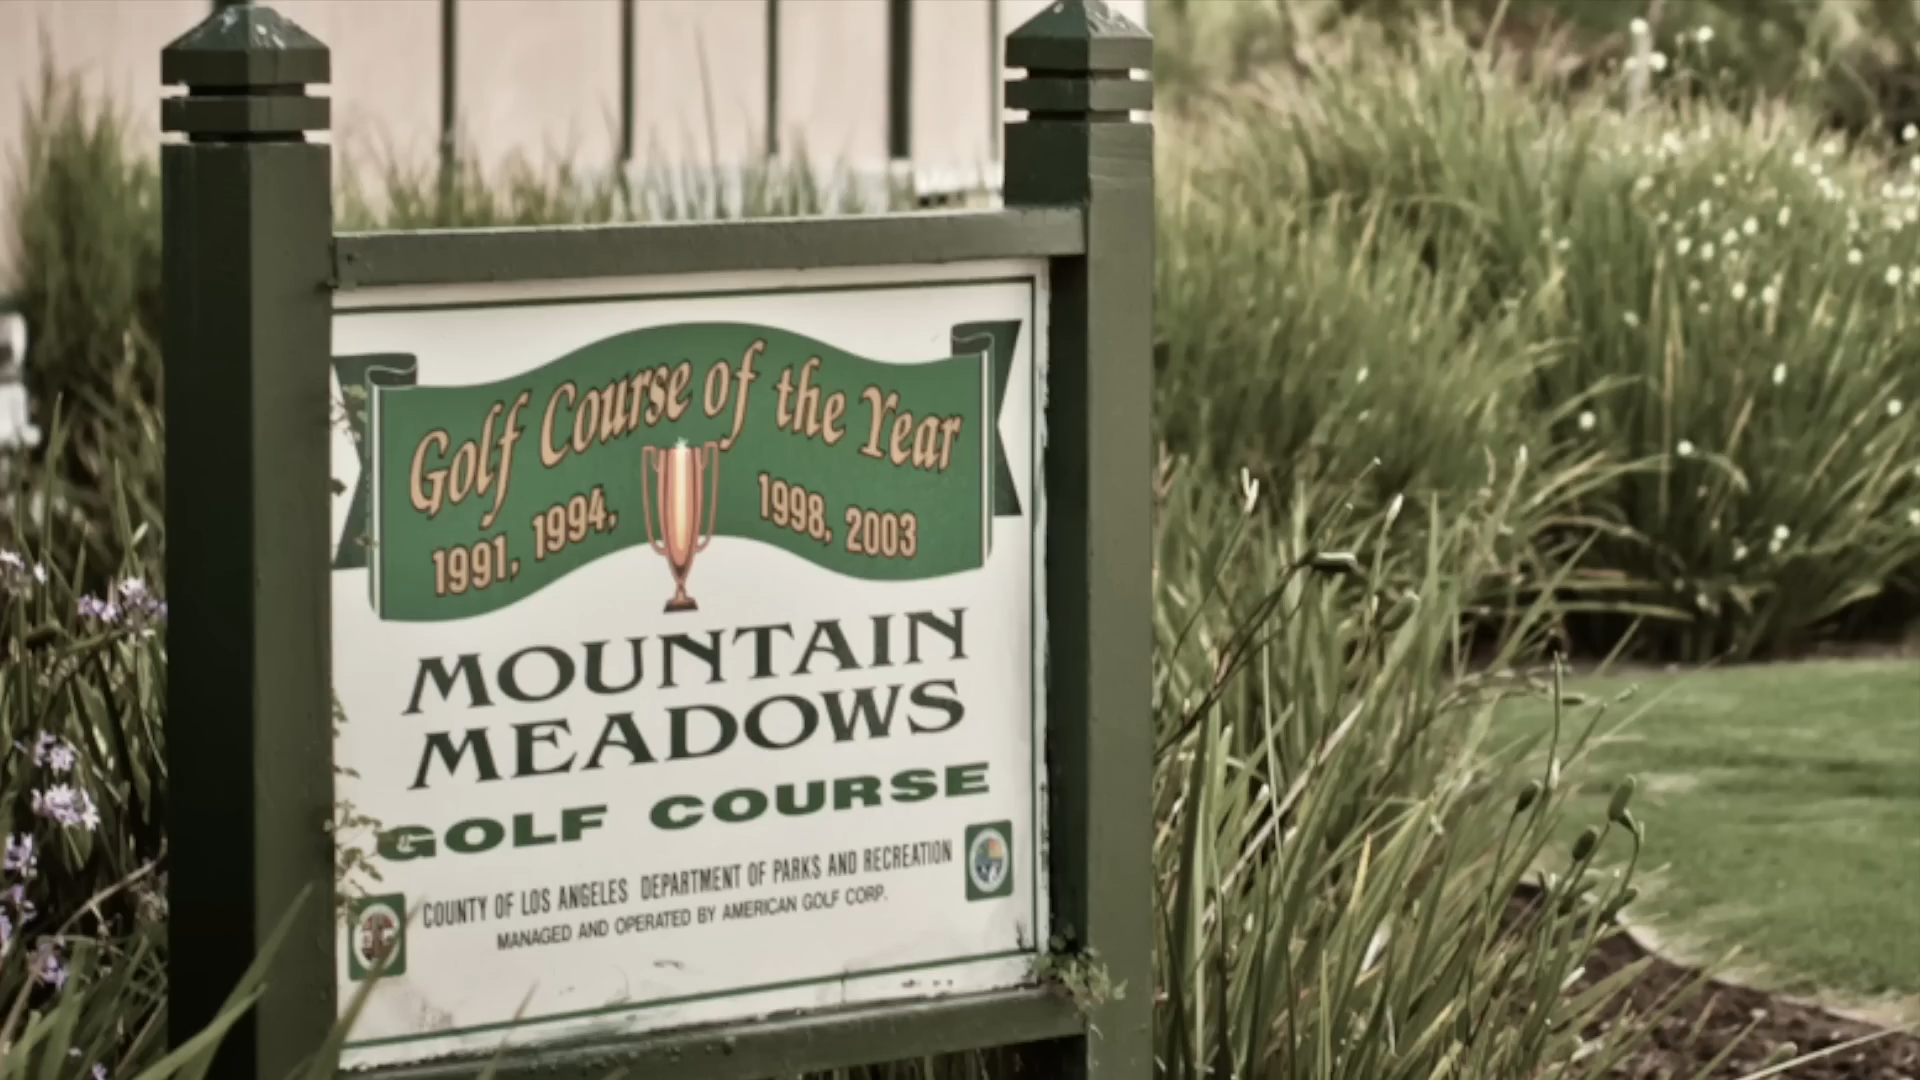 Golf Course of the Year
1991, 1994, 1998, 2003
MOUNTAIN
MEADOWS
GOLF COURSE
COUNTY OF LOS ANGELES DEPARTMENT OF PARKS AND RECREATION
MANAGED AND OPERATED BY AMERICAN GOLF CORP.